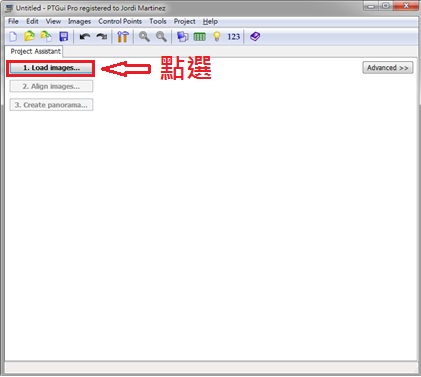 Untitled - PTGui Pro registered to Jordi Martinez
File Edit View Images Control Points Tools Project Help
123
Project Assistant
1. Load images...
點選
Advanced >>
2. Align images...
3. Create panorama...